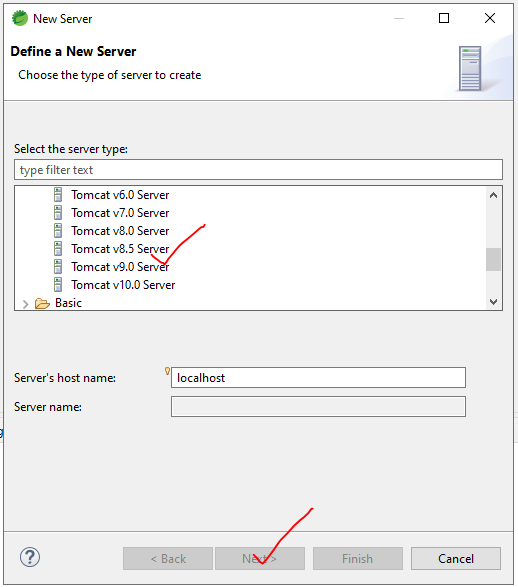 New Server
Define a New Server
Choose the type of server to create
Select the server type:
type filter text
Tomcat v6.0 Server
Tomcat v7.0 Server
Tomcat v8.0 Server
Tomcat v8.5 Server
Tomcat v9.0 Server
Tomcat v10.0 Server
Basic
Server's host name: localhost
Server name:
? < Back Next > Finish Cancel